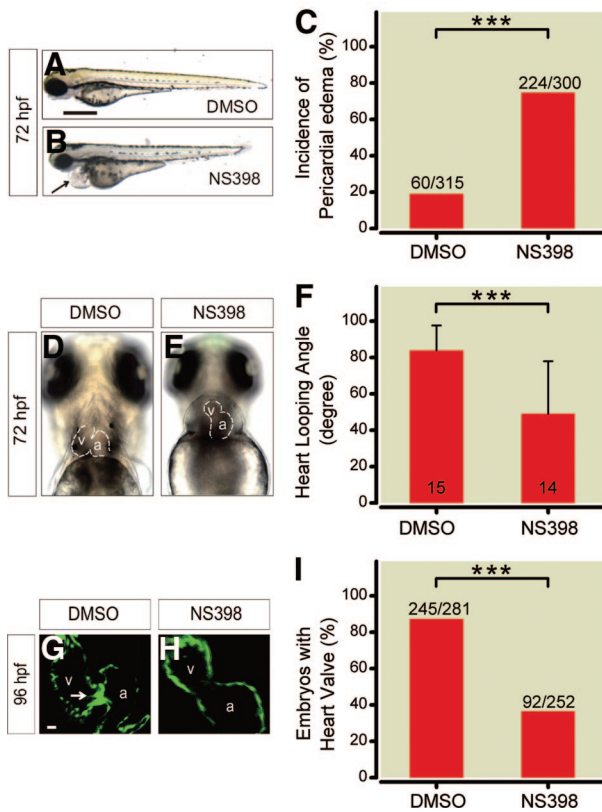 72 hpf
A
DMSO
B
NS398
C
Incidence of
Pericardial edema (%)
100
80
60
40
20
0
***
60/315
224/300
DMSO
NS398
72 hpf
DMSO
NS398
D
v
a
E
v
a
F
Heart Looping Angle
(degree)
100
80
60
40
20
0
***
15
14
DMSO
NS398
96 hpf
DMSO
NS398
G
v
a
H
v
a
I
Embryos with
Heart Valve (%)
100
80
60
40
20
0
***
245/281
92/252
DMSO
NS398